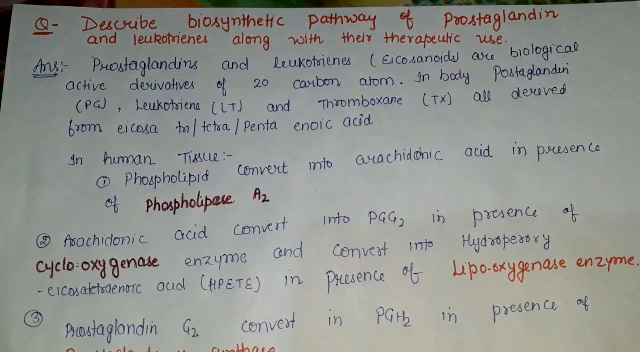 Q- Describe biosynthetic pathway of Prostaglandin
and leukotrienes along with their therapeutic use.
Ans:- Prostaglandins and leukotrienes (Eicosanoids) are biological
active derivatives of 20 carbon atom. In body Postaglandin
(PG), Leukotriene (LT) and Thromboxane (TX) all derived
from eicosa tri/tetra/Penta enoic acid.
In human Tissue:-
① Phospholipid convert into arachidonic acid in presence
of Phospholipase A2
② Arachidonic acid convert into PGG2 in presence of
cyclo-oxygenase enzyme and convert into Hydroperoxy
-eicosatetraenoic acid (HPETE) in presence of Lipo-oxygenase enzyme.
③ Prostaglandin G2 convert in PGH2 in presence of